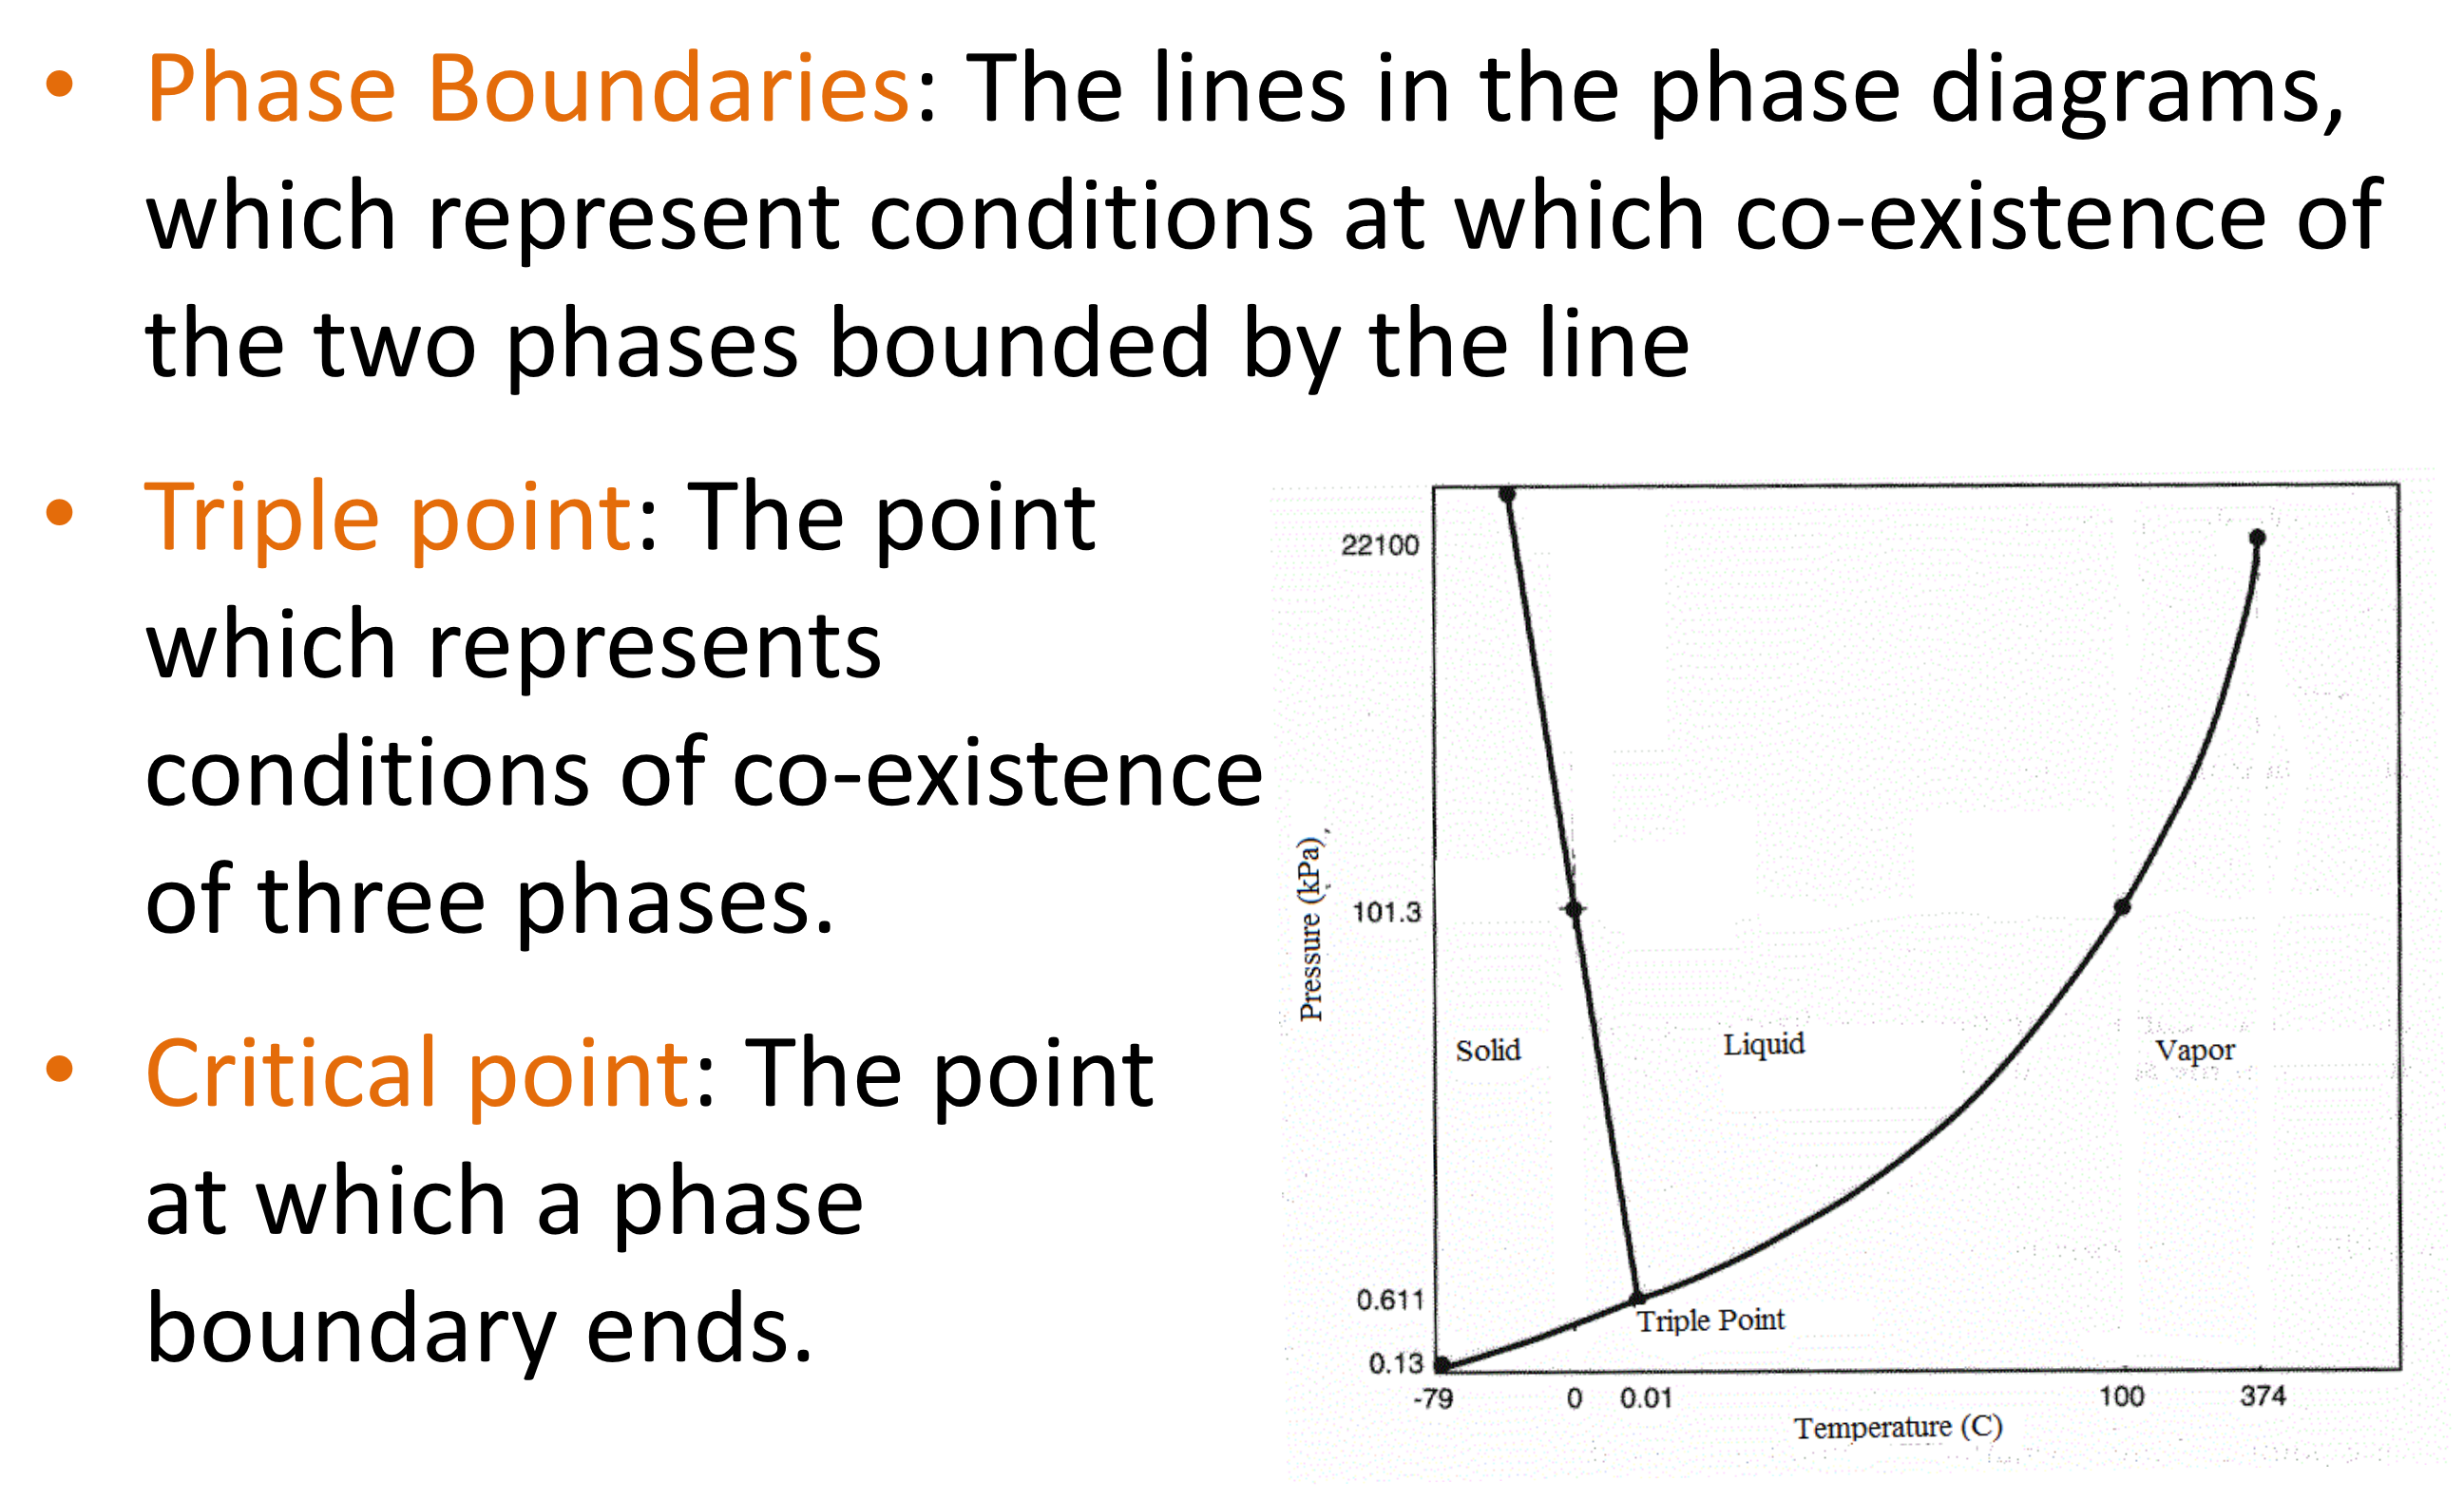 • Phase Boundaries: The lines in the phase diagrams,
which represent conditions at which co-existence of
the two phases bounded by the line
• Triple point: The point
which represents
conditions of co-existence
of three phases.
• Critical point: The point
at which a phase
boundary ends.
22100
101.3
0.611
0.13
Pressure (kPa)
Solid
Liquid
Vapor
Triple Point
-79 0 0.01 100 374
Temperature (C)